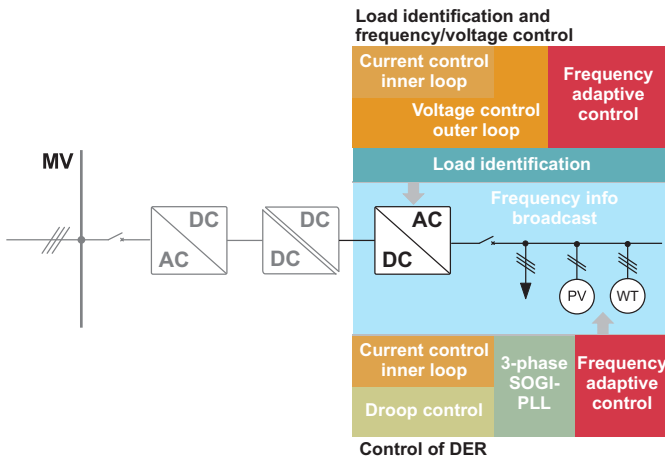 Load identification and
frequency/voltage control
Current control
inner loop
Voltage control
outer loop
Frequency
adaptive
control
Load identification
MV
Frequency info
broadcast
DC
AC
DC
DC
AC
DC
PV
WT
Current control
inner loop
Droop control
3-phase
SOGI-
PLL
Frequency
adaptive
control
Control of DER